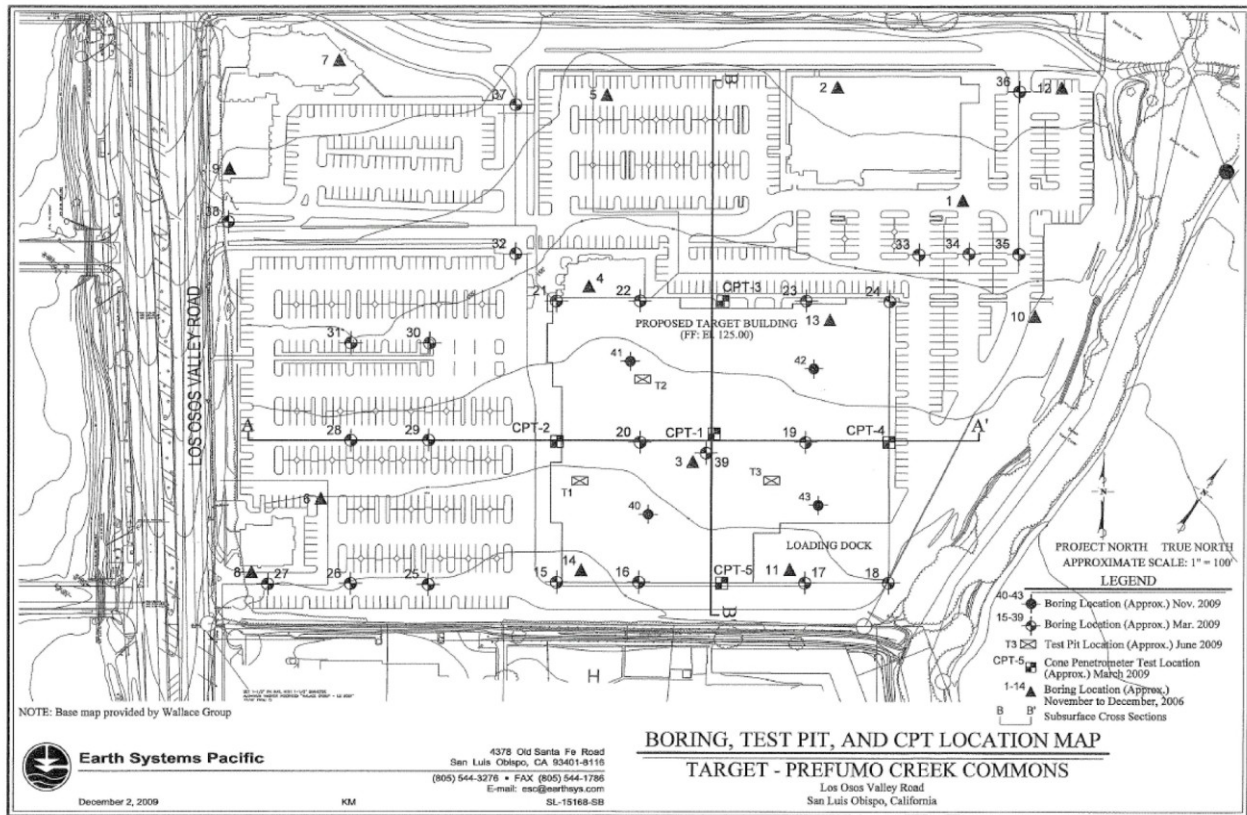 7
37
5
2
36
12
9
38
1
32
33
34
35
4
21
22
CPT-3
23
24
10
PROPOSED TARGET BUILDING
(FF: El. 125.00)
13
LOS OSOS VALLEY ROAD
31
30
41
42
T2
A
28
29
CPT-2
20
CPT-1
19
CPT-4
A'
3
39
T1
T3
6
40
43
LOADING DOCK
8
27
26
25
15
14
16
CPT-5
11
17
18
B
B'
H
N
N
PROJECT NORTH TRUE NORTH
APPROXIMATE SCALE: 1" = 100'
LEGEND
40-43 Boring Location (Approx.) Nov. 2009
15-39 Boring Location (Approx.) Mar. 2009
T3 Test Pit Location (Approx.) June 2009
CPT-5 Cone Penetrometer Test Location
(Approx.) March 2009
1-14 Boring Location (Approx.)
November to December, 2006
B B' Subsurface Cross Sections
NOTE: Base map provided by Wallace Group
Earth Systems Pacific
4378 Old Santa Fe Road
San Luis Obispo, CA 93401-8116
(805) 544-3276 • FAX (805) 544-1786
E-mail: esc@earthsys.com
December 2, 2009 KM SL-15168-SB
BORING, TEST PIT, AND CPT LOCATION MAP
TARGET - PREFUMO CREEK COMMONS
Los Osos Valley Road
San Luis Obispo, California